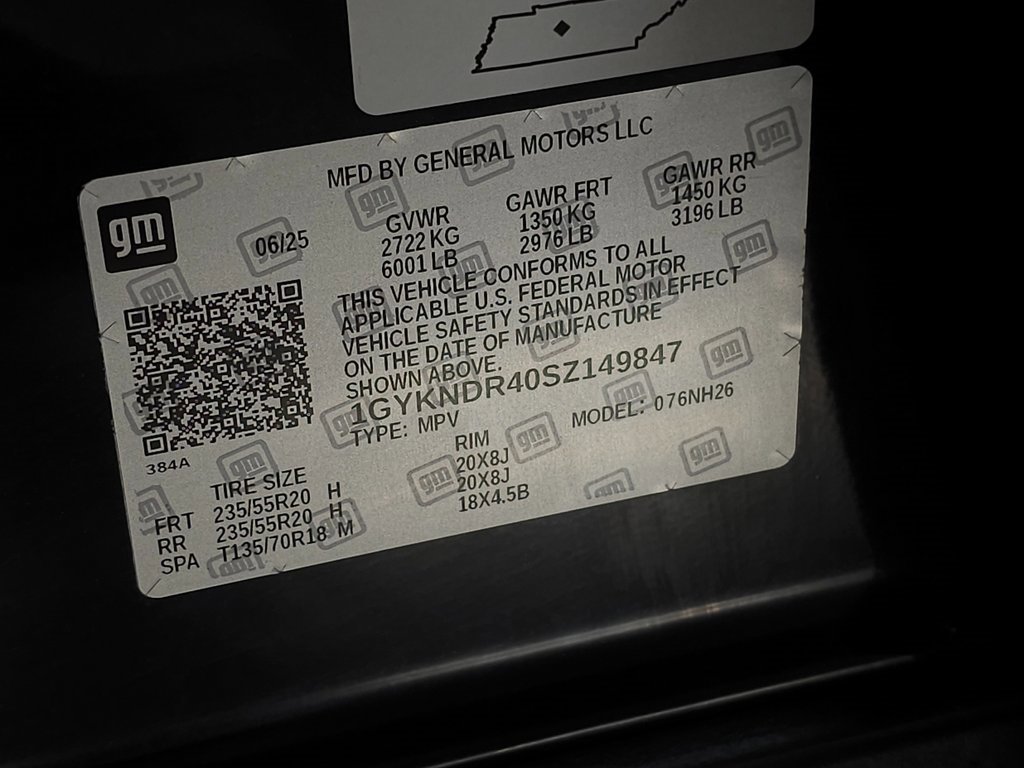 MFD BY GENERAL MOTORS LLC
gm
06/25
GVWR
2722 KG
6001 LB
GAWR FRT
1350 KG
2976 LB
GAWR RR
1450 KG
3196 LB
THIS VEHICLE CONFORMS TO ALL
APPLICABLE U.S. FEDERAL MOTOR
VEHICLE SAFETY STANDARDS IN EFFECT
ON THE DATE OF MANUFACTURE
SHOWN ABOVE.
1GYKNDR40SZ149847
TYPE: MPV MODEL: 076NH26
384A
TIRE SIZE RIM
FRT 235/55R20 H 20X8J
RR 235/55R20 H 20X8J
SPA T135/70R18 M 18X4.5B